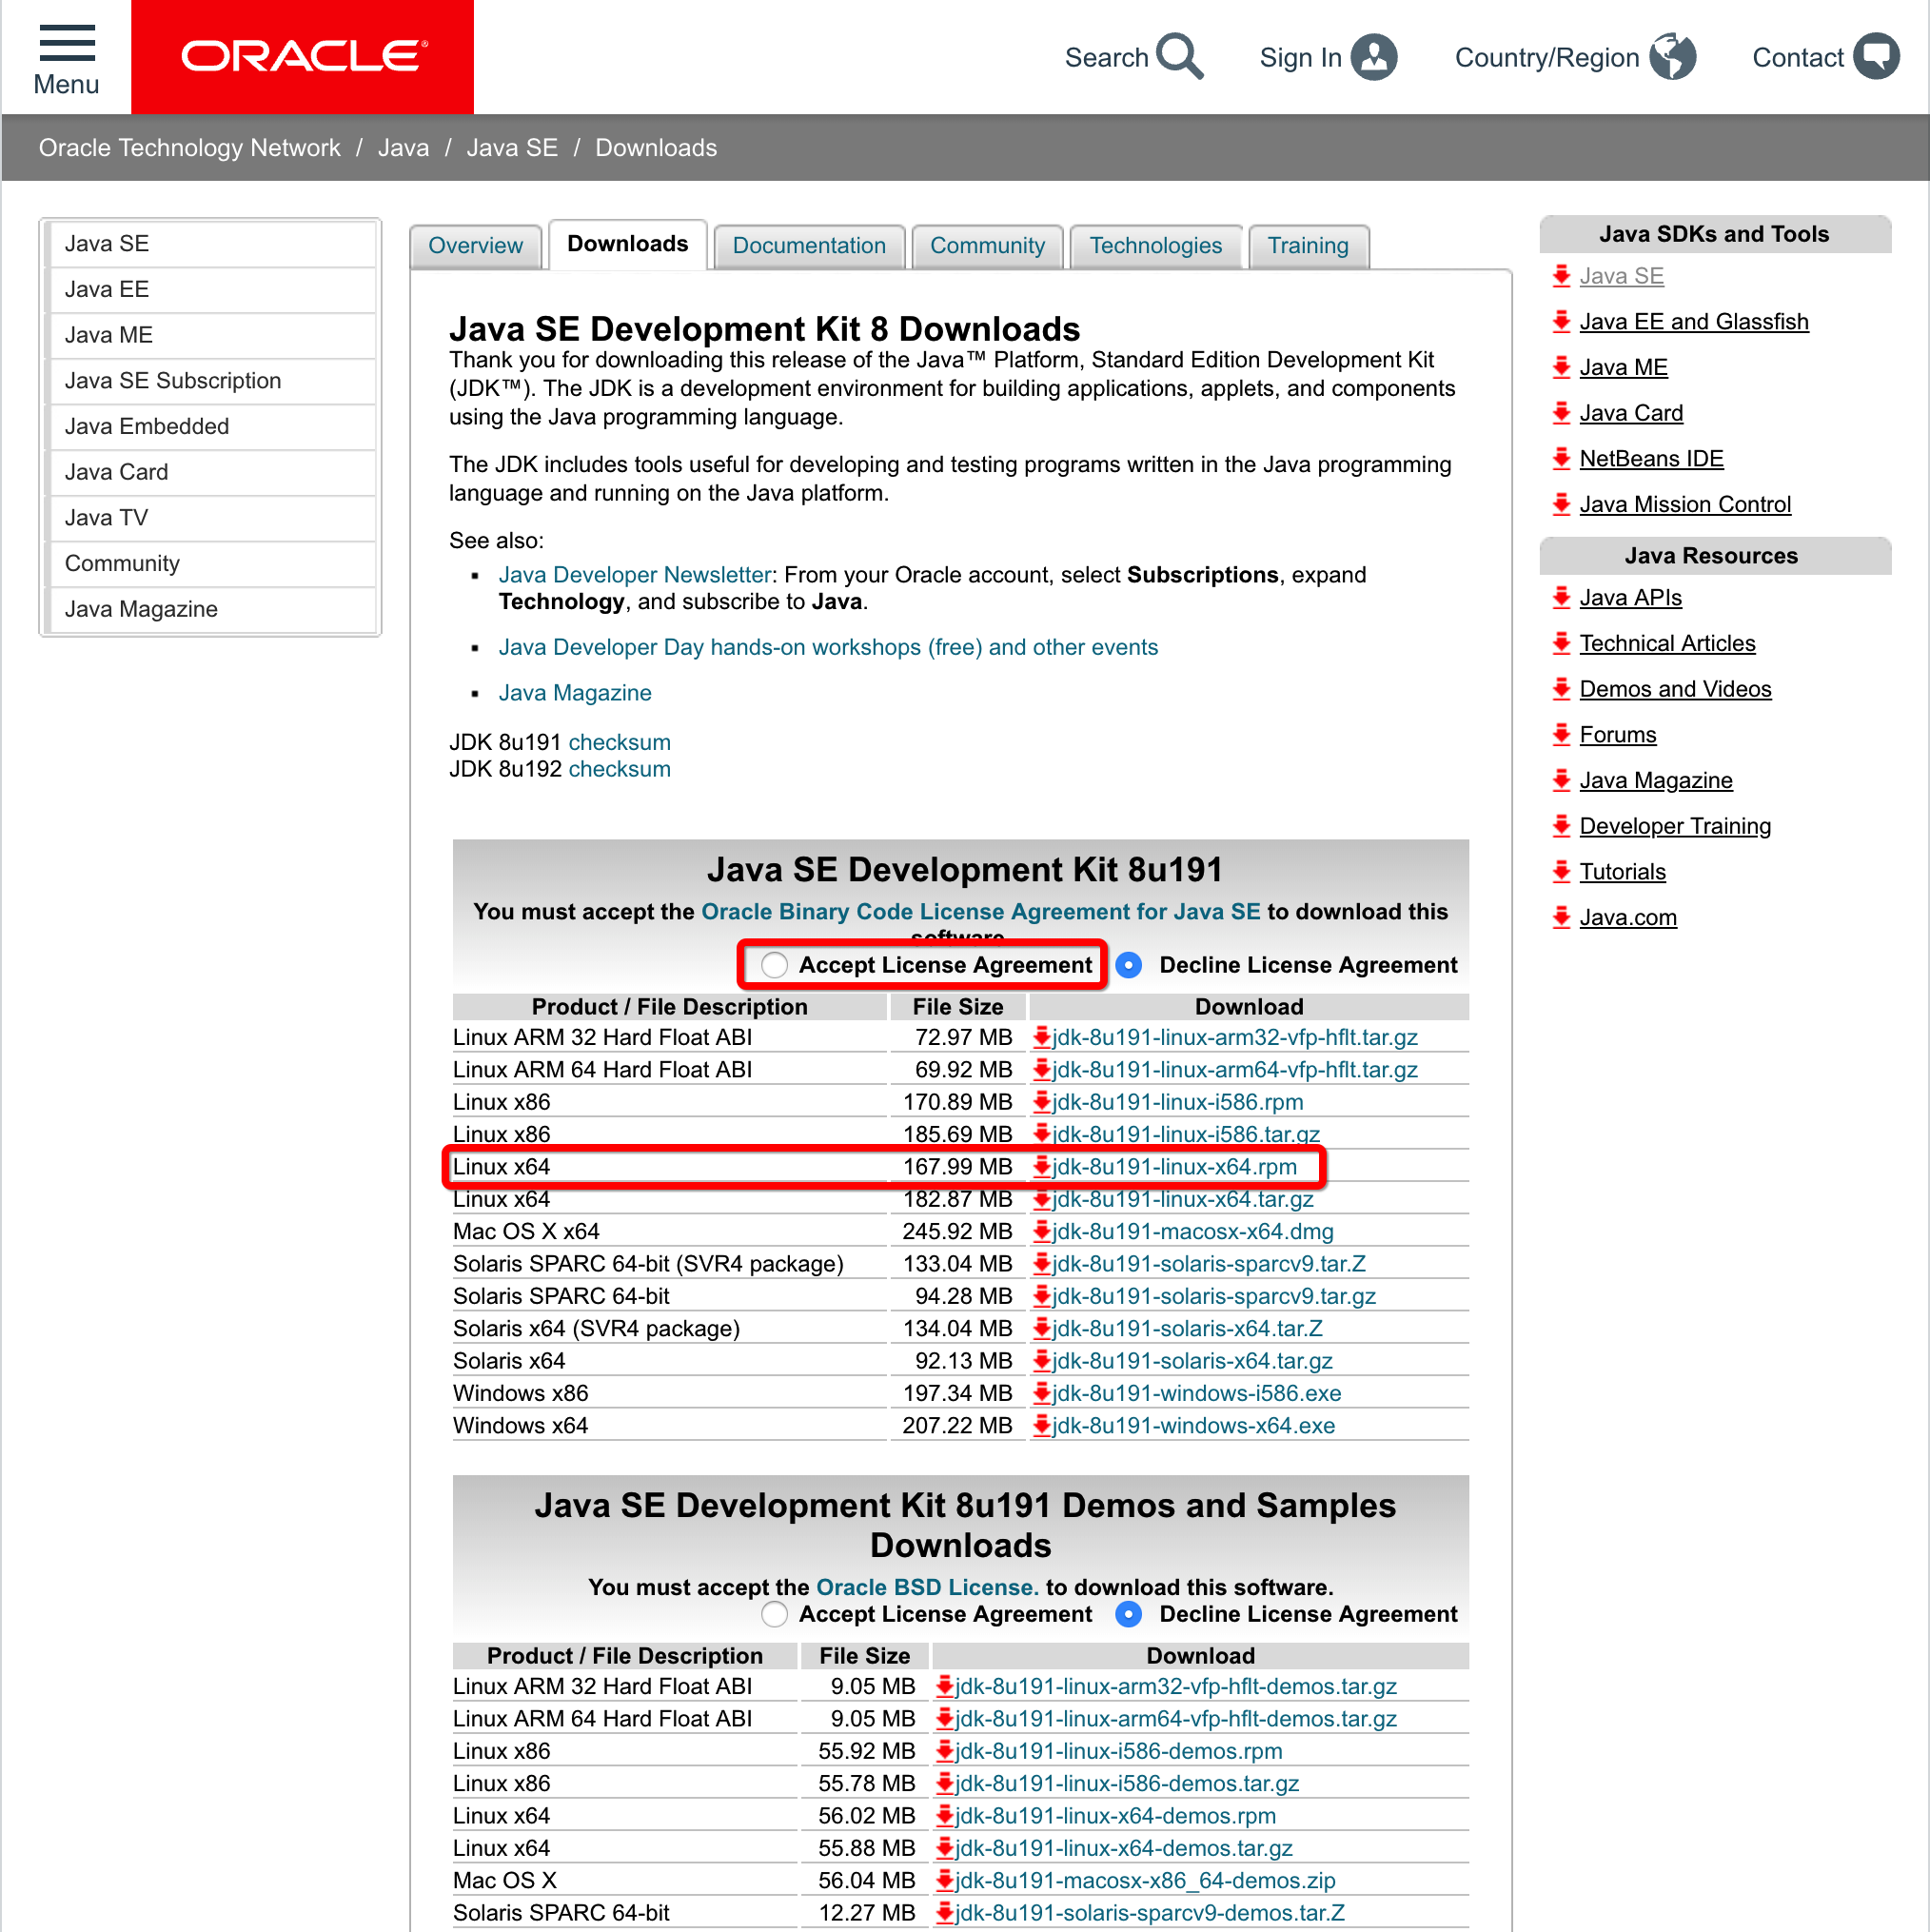 Menu
ORACLE®
Search
Sign In
Country/Region
Contact
Oracle Technology Network / Java / Java SE / Downloads
Java SE
Java EE
Java ME
Java SE Subscription
Java Embedded
Java Card
Java TV
Community
Java Magazine
Overview
Downloads
Documentation
Community
Technologies
Training
Java SE Development Kit 8 Downloads
Thank you for downloading this release of the Java™ Platform, Standard Edition Development Kit
(JDK™). The JDK is a development environment for building applications, applets, and components
using the Java programming language.
The JDK includes tools useful for developing and testing programs written in the Java programming
language and running on the Java platform.
See also:
Java Developer Newsletter: From your Oracle account, select Subscriptions, expand
Technology, and subscribe to Java.
Java Developer Day hands-on workshops (free) and other events
Java Magazine
JDK 8u191 checksum
JDK 8u192 checksum
Java SE Development Kit 8u191
You must accept the Oracle Binary Code License Agreement for Java SE to download this
software.
Accept License Agreement Decline License Agreement
Product / File Description File Size Download
Linux ARM 32 Hard Float ABI 72.97 MB jdk-8u191-linux-arm32-vfp-hflt.tar.gz
Linux ARM 64 Hard Float ABI 69.92 MB jdk-8u191-linux-arm64-vfp-hflt.tar.gz
Linux x86 170.89 MB jdk-8u191-linux-i586.rpm
Linux x86 185.69 MB jdk-8u191-linux-i586.tar.gz
Linux x64 167.99 MB jdk-8u191-linux-x64.rpm
Linux x64 182.87 MB jdk-8u191-linux-x64.tar.gz
Mac OS X x64 245.92 MB jdk-8u191-macosx-x64.dmg
Solaris SPARC 64-bit (SVR4 package) 133.04 MB jdk-8u191-solaris-sparcv9.tar.Z
Solaris SPARC 64-bit 94.28 MB jdk-8u191-solaris-sparcv9.tar.gz
Solaris x64 (SVR4 package) 134.04 MB jdk-8u191-solaris-x64.tar.Z
Solaris x64 92.13 MB jdk-8u191-solaris-x64.tar.gz
Windows x86 197.34 MB jdk-8u191-windows-i586.exe
Windows x64 207.22 MB jdk-8u191-windows-x64.exe
Java SE Development Kit 8u191 Demos and Samples
Downloads
You must accept the Oracle BSD License. to download this software.
Accept License Agreement Decline License Agreement
Product / File Description File Size Download
Linux ARM 32 Hard Float ABI 9.05 MB jdk-8u191-linux-arm32-vfp-hflt-demos.tar.gz
Linux ARM 64 Hard Float ABI 9.05 MB jdk-8u191-linux-arm64-vfp-hflt-demos.tar.gz
Linux x86 55.92 MB jdk-8u191-linux-i586-demos.rpm
Linux x86 55.78 MB jdk-8u191-linux-i586-demos.tar.gz
Linux x64 56.02 MB jdk-8u191-linux-x64-demos.rpm
Linux x64 55.88 MB jdk-8u191-linux-x64-demos.tar.gz
Mac OS X 56.04 MB jdk-8u191-macosx-x86_64-demos.zip
Solaris SPARC 64-bit 12.27 MB jdk-8u191-solaris-sparcv9-demos.tar.Z
Java SDKs and Tools
Java SE
Java EE and Glassfish
Java ME
Java Card
NetBeans IDE
Java Mission Control
Java Resources
Java APIs
Technical Articles
Demos and Videos
Forums
Java Magazine
Developer Training
Tutorials
Java.com